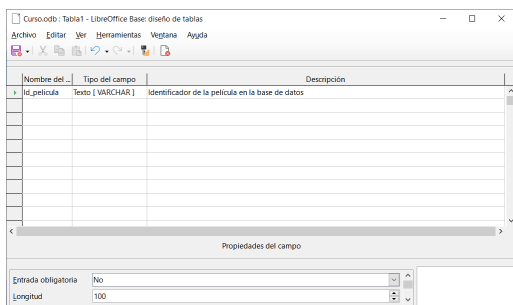 Curso.odb : Tabla1 - LibreOffice Base: diseño de tablas
Archivo Editar Ver Herramientas Ventana Ayuda
Nombre del ... Tipo del campo Descripción
Id_pelicula Texto [ VARCHAR ] Identificador de la película en la base de datos
Propiedades del campo
Entrada obligatoria No
Longitud 100